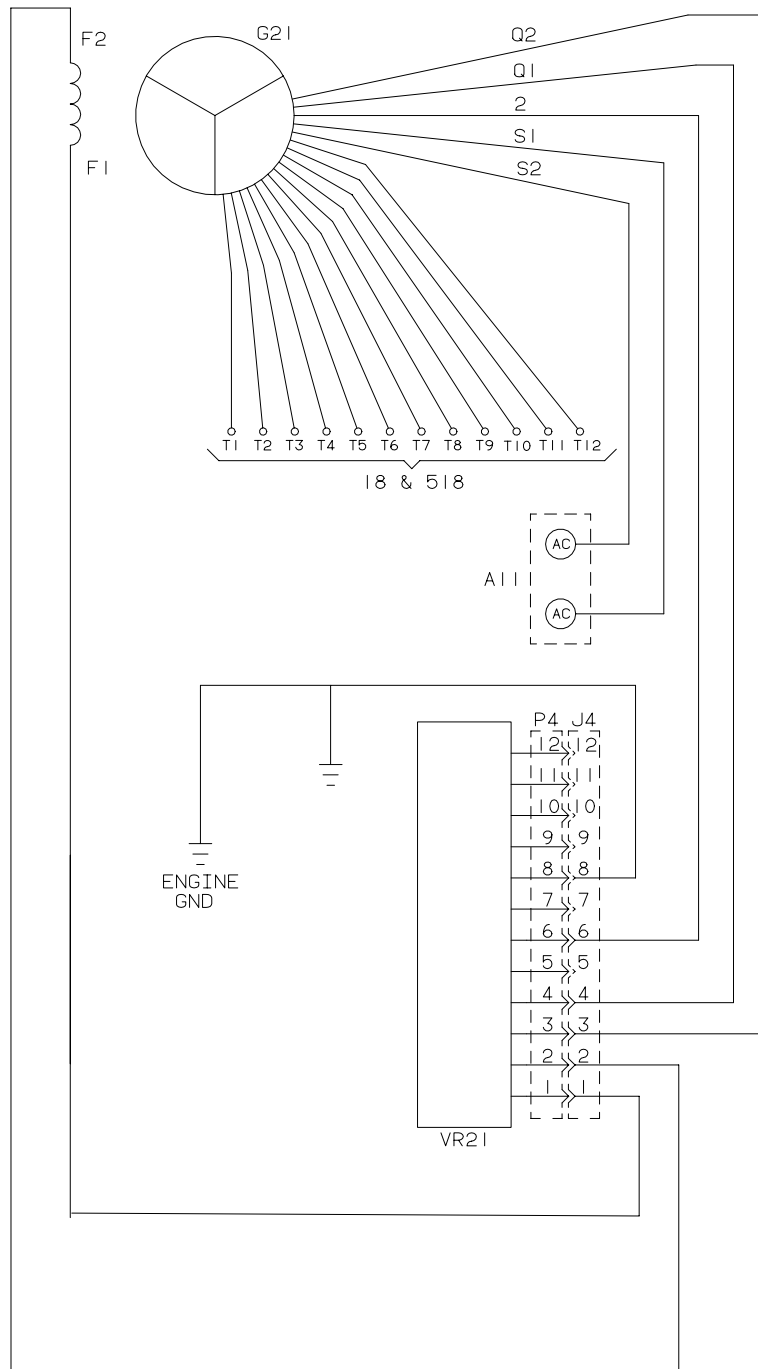 F2
G21
Q2
Q1
2
S1
S2
F1
T1 T2 T3 T4 T5 T6 T7 T8 T9 T10 T11 T12
18 & 518
AC
A11
AC
P4 J4
12 12
11 11
10 10
9 9
8 8
7 7
6 6
5 5
4 4
3 3
2 2
1 1
ENGINE
GND
VR21